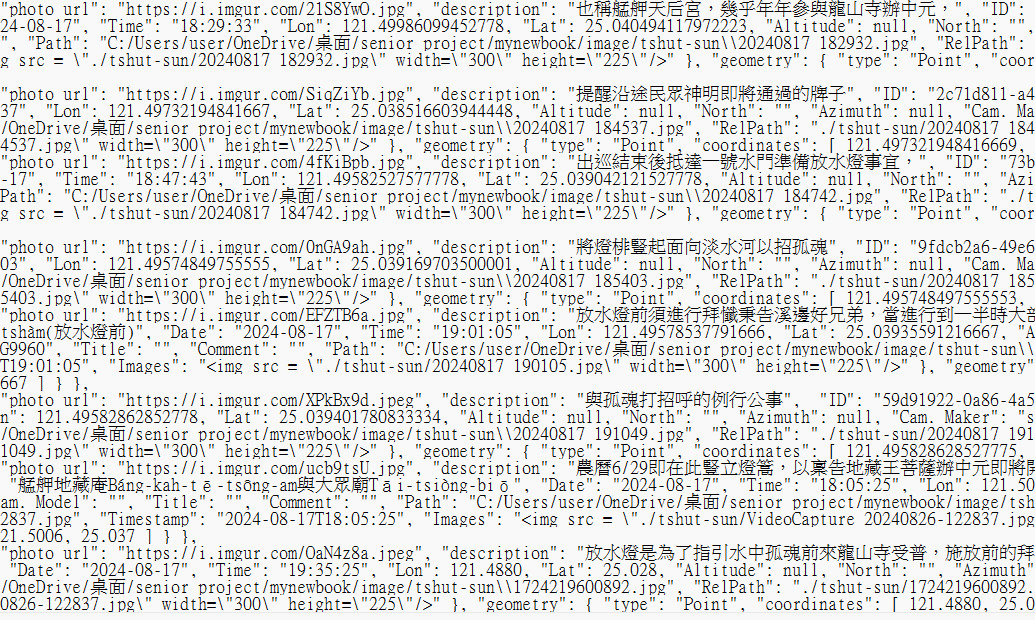 "photo url": "https://i.imgur.com/21S8YwO.jpg", "description": "也稱艋舺天后宮，幾乎年年參與龍山寺辦中元，", "ID":
24-08-17", "Time": "18:29:33", "Lon": 121.49986099452778, "Lat": 25.040494117972223, "Altitude": null, "North": "",
", "Path": "C:/Users/user/OneDrive/桌面/senior project/mynewbook/image/tshut-sun\\20240817 182932.jpg", "RelPath":
g src = \"./tshut-sun/20240817 182932.jpg\" width=\"300\" height=\"225\"/>" }, "geometry": { "type": "Point", "coor
"photo url": "https://i.imgur.com/SiqZiYb.jpg", "description": "提醒沿途民眾神明即將通過的牌子", "ID": "2c71d811-a4
37", "Lon": 121.49732194841667, "Lat": 25.038516603944448, "Altitude": null, "North": "", "Azimuth": null, "Cam. Ma
/OneDrive/桌面/senior project/mynewbook/image/tshut-sun\\20240817 184537.jpg", "RelPath": "./tshut-sun/20240817 184
4537.jpg\" width=\"300\" height=\"225\"/>" }, "geometry": { "type": "Point", "coordinates": [ 121.497321948416669,
"photo url": "https://i.imgur.com/4fKiBpb.jpg", "description": "出巡結束後抵達一號水門準備放水燈事宜，", "ID": "73b
-17", "Time": "18:47:43", "Lon": 121.49582527577778, "Lat": 25.039042121527778, "Altitude": null, "North": "", "Azi
Path": "C:/Users/user/OneDrive/桌面/senior project/mynewbook/image/tshut-sun\\20240817 184742.jpg", "RelPath": "./t
g src = \"./tshut-sun/20240817 184742.jpg\" width=\"300\" height=\"225\"/>" }, "geometry": { "type": "Point", "coor
"photo url": "https://i.imgur.com/OnGA9ah.jpg", "description": "將燈棑豎起面向淡水河以招孤魂", "ID": "9fdcb2a6-49e6
03", "Lon": 121.49574849755555, "Lat": 25.039169703500001, "Altitude": null, "North": "", "Azimuth": null, "Cam. Ma
/OneDrive/桌面/senior project/mynewbook/image/tshut-sun\\20240817 185403.jpg", "RelPath": "./tshut-sun/20240817 185
5403.jpg\" width=\"300\" height=\"225\"/>" }, "geometry": { "type": "Point", "coordinates": [ 121.495748497555553,
"photo url": "https://i.imgur.com/EFZTB6a.jpg", "description": "放水燈前須進行拜懺秉告溪邊好兄弟，當進行到一半時大部
tshâm(放水燈前)", "Date": "2024-08-17", "Time": "19:01:05", "Lon": 121.49578537791666, "Lat": 25.03935591216667, "A
G9960", "Title": "", "Comment": "", "Path": "C:/Users/user/OneDrive/桌面/senior project/mynewbook/image/tshut-sun\\
T19:01:05", "Images": "<img src = \"./tshut-sun/20240817 190105.jpg\" width=\"300\" height=\"225\"/>" }, "geometry"
667 ] } },
"photo url": "https://i.imgur.com/XPkBx9d.jpeg", "description": "與孤魂打招呼的例行公事", "ID": "59d91922-0a86-4a5
n": 121.49582862852778, "Lat": 25.039401780833334, "Altitude": null, "North": "", "Azimuth": null, "Cam. Maker": "s
/OneDrive/桌面/senior project/mynewbook/image/tshut-sun\\20240817 191049.jpg", "RelPath": "./tshut-sun/20240817 191
1049.jpg\" width=\"300\" height=\"225\"/>" }, "geometry": { "type": "Point", "coordinates": [ 121.495828628527775,
"photo url": "https://i.imgur.com/ucb9tsU.jpg", "description": "農曆6/29即在此豎立燈篙，以稟告地藏王菩薩辦中元即將開
"艋舺地藏庵Báng-kah-tē-tsōng-am與大眾廟Tāi-tsiòng-biō", "Date": "2024-08-17", "Time": "18:05:25", "Lon": 121.50
am. Model": "", "Title": "", "Comment": "", "Path": "C:/Users/user/OneDrive/桌面/senior project/mynewbook/image/tsh
2837.jpg", "Timestamp": "2024-08-17T18:05:25", "Images": "<img src = \"./tshut-sun/VideoCapture 20240826-122837.jpg
21.5006, 25.037 ] } },
"photo url": "https://i.imgur.com/OaN4z8a.jpeg", "description": "放水燈是為了指引水中孤魂前來龍山寺受普，施放前的拜
"Date": "2024-08-17", "Time": "19:35:25", "Lon": 121.4880, "Lat": 25.028, "Altitude": null, "North": "", "Azimuth"
/OneDrive/桌面/senior project/mynewbook/image/tshut-sun\\1724219600892.jpg", "RelPath": "./tshut-sun/1724219600892.
0826-122837.jpg\" width=\"300\" height=\"225\"/>" }, "geometry": { "type": "Point", "coordinates": [ 121.4880, 25.0